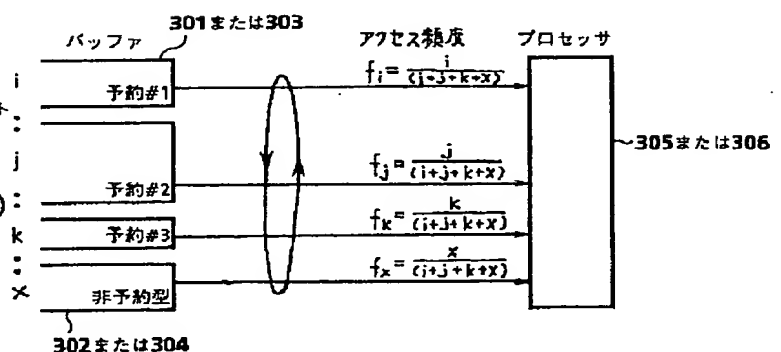 301または303
バッファ
アクセス頻度
プロセッサ
i
予約#1
fi = i / (i+j+k+x)
:
j
予約#2
fj = j / (i+j+k+x)
305または306
:
k
予約#3
fk = k / (i+j+k+x)
:
x
非予約型
fx = x / (i+j+k+x)
302または304